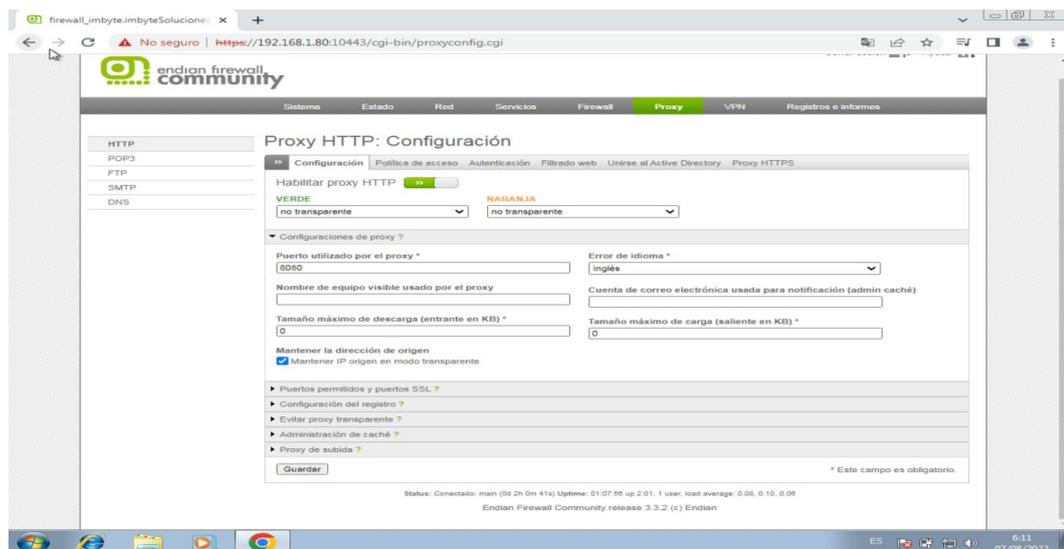 firewall_imbyte.imbyteSolucione
No seguro | https://192.168.1.80:10443/cgi-bin/proxyconfig.cgi
endian firewall
community
Sistema Estado Red Servicios Firewall Proxy VPN Registros e informes
HTTP
POP3
FTP
SMTP
DNS
Proxy HTTP: Configuración
>> Configuración Política de acceso Autenticación Filtrado web Unirse al Active Directory Proxy HTTPS
Habilitar proxy HTTP >>
VERDE NARANJA
no transparente no transparente
Configuraciones de proxy ?
Puerto utilizado por el proxy * Error de idioma *
8080 Inglés
Nombre de equipo visible usado por el proxy Cuenta de correo electrónica usada para notificación (admin caché)
Tamaño máximo de descarga (entrante en KB) * Tamaño máximo de carga (saliente en KB) *
0 0
Mantener la dirección de origen
Mantener IP origen en modo transparente
Puertos permitidos y puertos SSL ?
Configuración del registro ?
Evitar proxy transparente ?
Administración de caché ?
Proxy de subida ?
Guardar * Este campo es obligatorio.
Status: Conectado: main (0d 2h 0m 41s) Uptime: 01:07:56 up 2:01, 1 user, load average: 0.08, 0.10, 0.06
Endian Firewall Community release 3.3.2 (c) Endian
ES 6:11